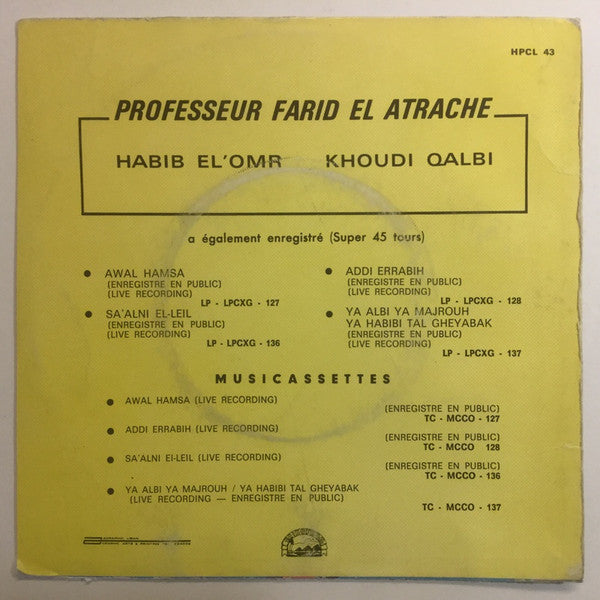 HPCL 43
PROFESSEUR FARID EL ATRACHE
HABIB EL'OMR KHOUDI QALBI
a également enregistré (Super 45 tours)
● AWAL HAMSA
(ENREGISTRE EN PUBLIC)
(LIVE RECORDING)
LP - LPCXG - 127
● SA'ALNI EL-LEIL
(ENREGISTRE EN PUBLIC)
(LIVE RECORDING)
LP - LPCXG - 136
● ADDI ERRABIH
(ENREGISTRE EN PUBLIC)
(LIVE RECORDING)
LP - LPCXG - 128
● YA ALBI YA MAJROUH
YA HABIBI TAL GHEYABAK
(ENREGISTRE EN PUBLIC)
(LIVE RECORDING)
LP - LPCXG - 137
MUSICASSETTES
● AWAL HAMSA (LIVE RECORDING)
(ENREGISTRE EN PUBLIC)
TC - MCCO - 127
● ADDI ERRABIH (LIVE RECORDING)
(ENREGISTRE EN PUBLIC)
TC - MCCO 128
● SA'ALNI El-LEIL (LIVE RECORDING)
(ENREGISTRE EN PUBLIC)
TC - MCCO - 136
● YA ALBI YA MAJROUH / YA HABIBI TAL GHEYABAK
(LIVE RECORDING — ENREGISTRE EN PUBLIC)
TC - MCCO - 137